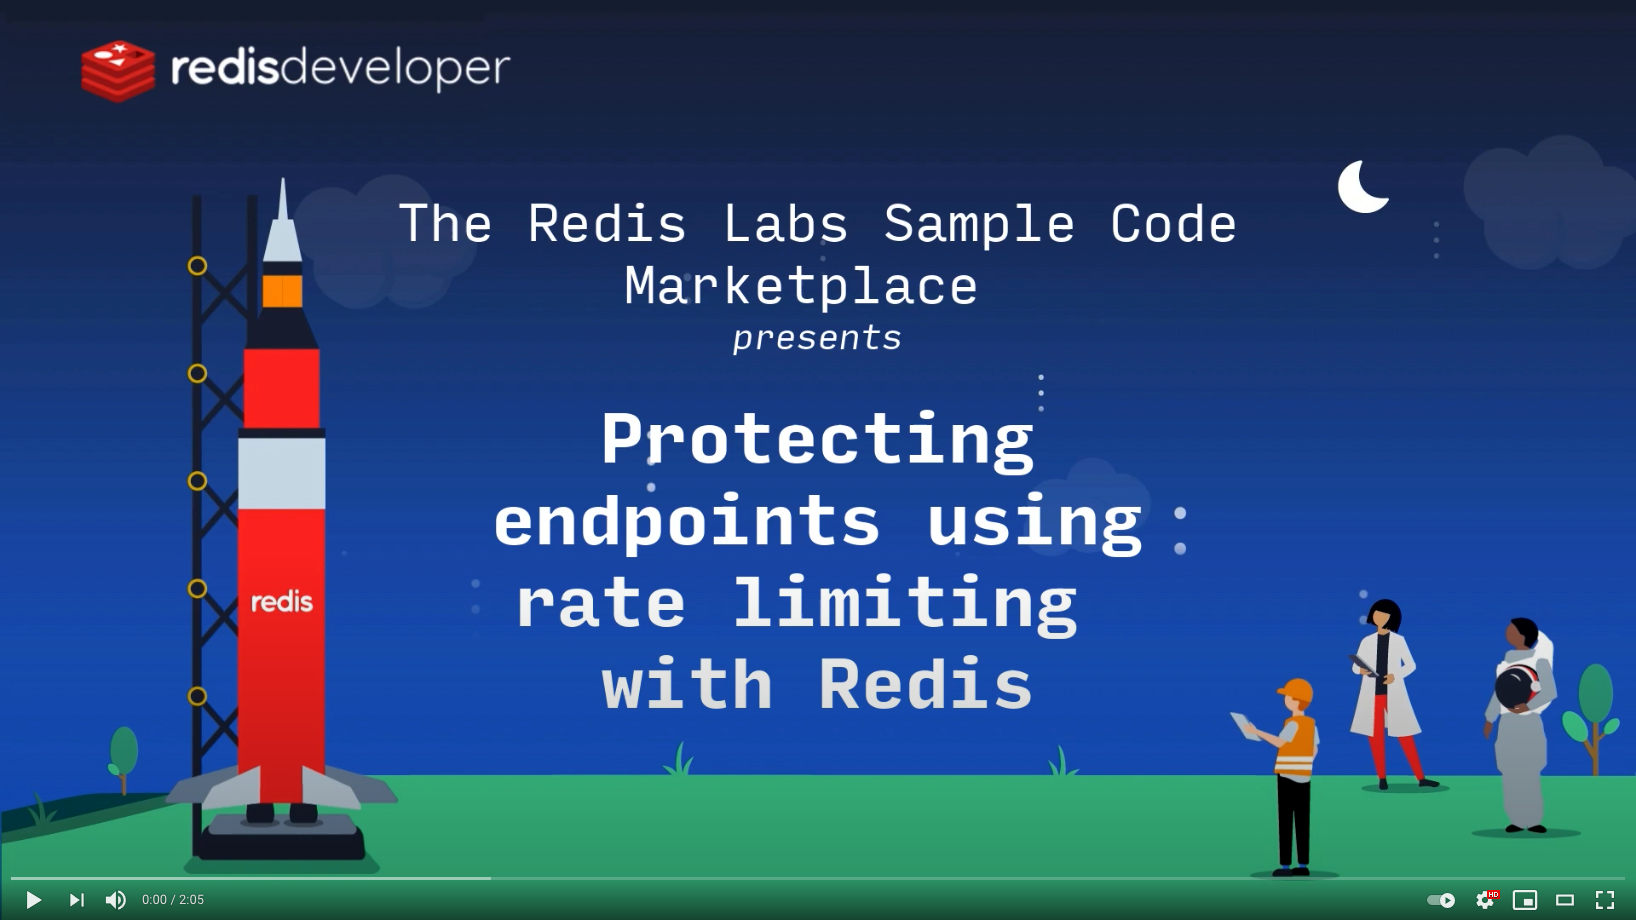 redisdeveloper
The Redis Labs Sample Code
Marketplace
presents
Protecting
endpoints using
rate limiting
with Redis
redis
0:00 / 2:05
HD